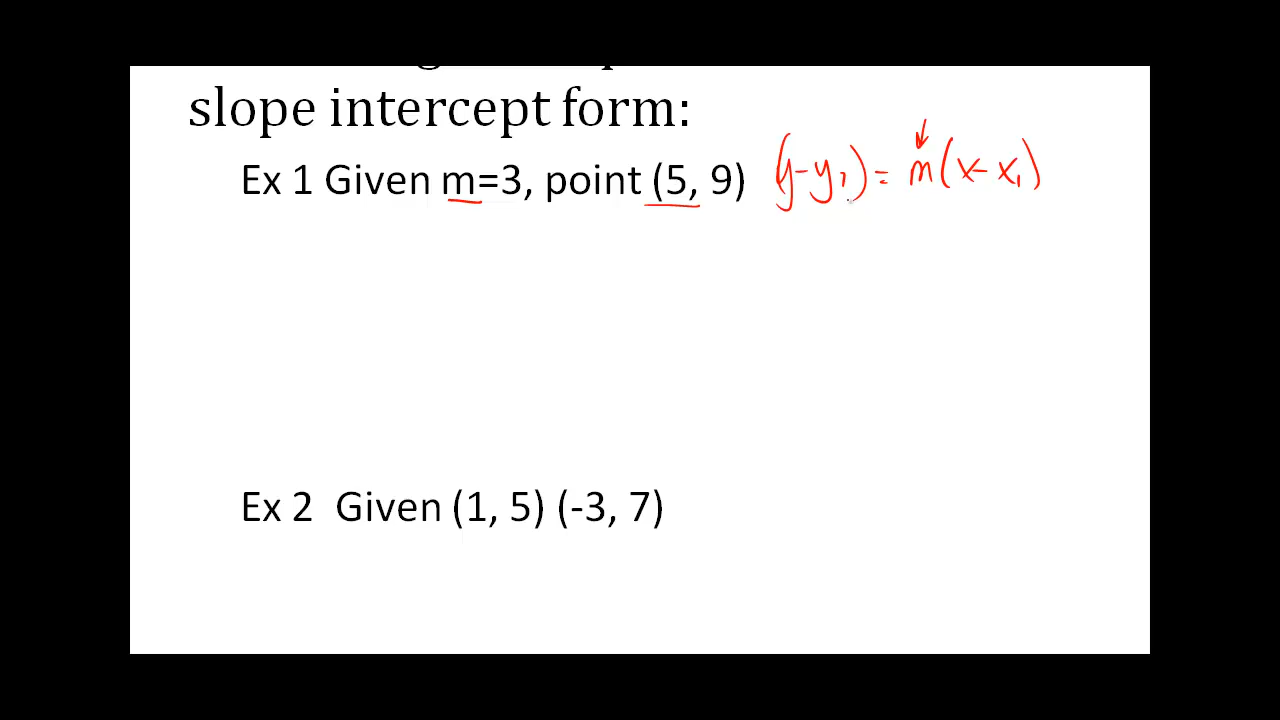 slope intercept form:
Ex 1 Given m=3, point (5, 9) (y-y₁) = m(x-x₁)
Ex 2 Given (1, 5) (-3, 7)